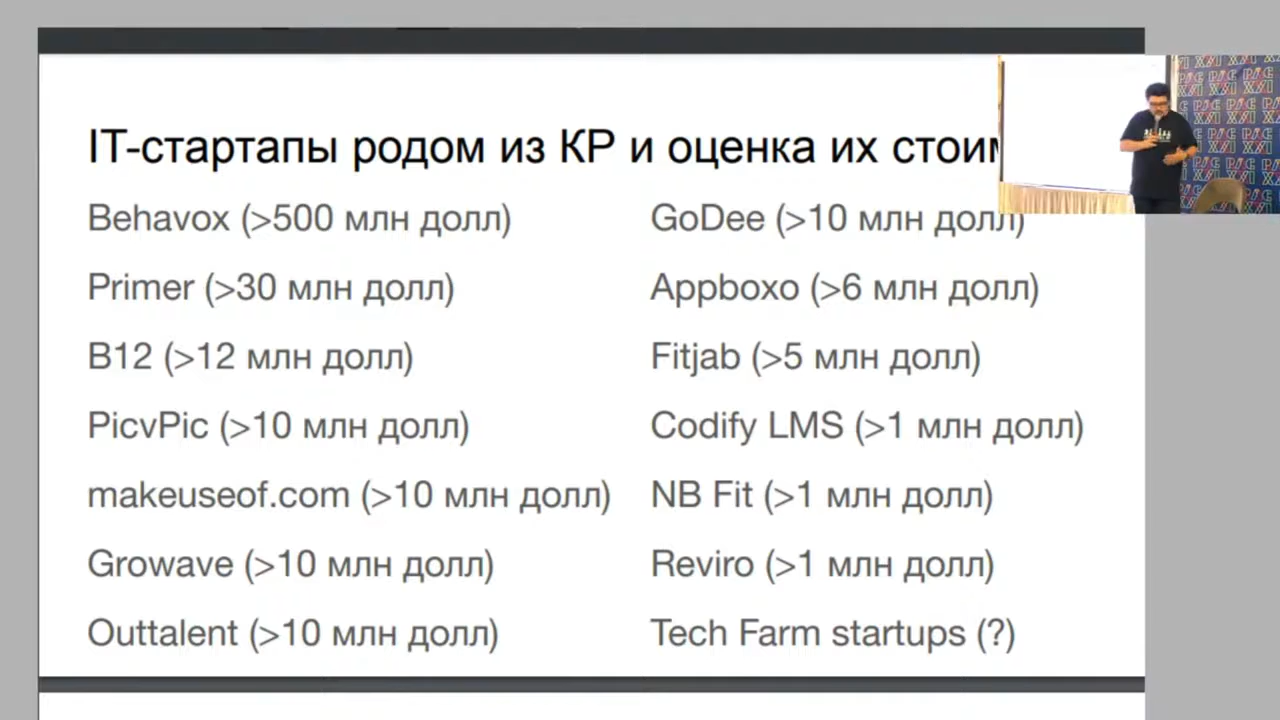 IT-стартапы родом из КР и оценка их
Behavox (>500 млн долл)
Primer (>30 млн долл)
B12 (>12 млн долл)
PicvPic (>10 млн долл)
makeuseof.com (>10 млн долл)
Growave (>10 млн долл)
Outtalent (>10 млн долл)
GoDee (>10 млн долл)
Appboxo (>6 млн долл)
Fitjab (>5 млн долл)
Codify LMS (>1 млн долл)
NB Fit (>1 млн долл)
Reviro (>1 млн долл)
Tech Farm startups (?)